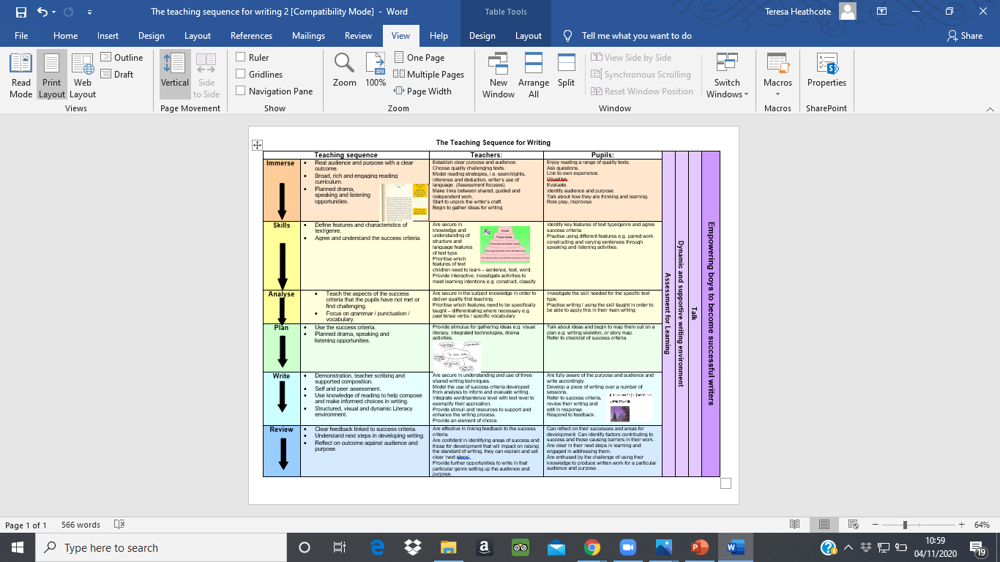 The teaching sequence for writing 2 [Compatibility Mode] - Word
Table Tools
Teresa Heathcote
File Home Insert Design Layout References Mailings Review View Help Design Layout Tell me what you want to do Share
Read Mode
Print Layout
Web Layout
Outline
Draft
Views
Vertical
Side to Side
Page Movement
Ruler
Gridlines
Navigation Pane
Show
Zoom
100
100%
One Page
Multiple Pages
Page Width
Zoom
New Window
Arrange All
Split
View Side by Side
Synchronous Scrolling
Reset Window Position
Window
Switch Windows
Macros
Macros
Properties
SharePoint
The Teaching Sequence for Writing
Teaching sequence
Teachers:
Pupils:
Immerse
Real audience and purpose with a clear
outcome.
Broad, rich and engaging reading
curriculum.
Planned drama,
speaking and listening
opportunities.
Establish clear purpose and audience.
Choose quality challenging texts.
Model reading strategies, i.e. searchlights,
inference and deduction, writer's use of
language. (Assessment focuses).
Make links between shared, guided and
independent work.
Start to unpick the writer's craft.
Begin to gather ideas for writing
Enjoy reading a range of quality texts.
Ask questions.
Link to own experience.
Visualise.
Evaluate.
Identify audience and purpose.
Talk about how they are thinking and learning.
Role play, improvise.
Skills
Define features and characteristics of
text/genre.
Agree and understand the success criteria.
Are secure in
knowledge and
understanding of
structure and
language features
of text type.
Prioritise which
features of text
children need to learn – sentence, text, word.
Provide interactive, investigate activities to
meet learning intentions e.g. construct, classify
shoes
Those shoes
Identify key features of text type/genre and agree
success criteria.
Practise using different features e.g. paired work
constructing and varying sentences through
speaking and listening activities.
Analyse
Teach the aspects of the success
criteria that the pupils have not met or
find challenging.
Focus on grammar / punctuation /
vocabulary.
Are secure in the subject knowledge in order to
deliver quality first teaching.
Prioritise which features need to be specifically
taught – differentiating where necessary e.g.
past tense verbs / specific vocabulary
Investigate the skill needed for the specific text
type.
Practise writing / using the skill taught in order to
be able to apply this in their main writing.
Plan
Use the success criteria.
Planned drama, speaking and
listening opportunities.
Provide stimulus for gathering ideas e.g. visual
literacy, integrated technologies, drama
activities.
Talk about ideas and begin to map them out on a
plan e.g. writing skeleton, or story map.
Refer to checklist of success criteria.
Write
Demonstration, teacher scribing and
supported composition.
Self and peer assessment.
Use knowledge of reading to help compose
and make informed choices in writing.
Structured, visual and dynamic Literacy
environment.
Are secure in understanding and use of three
shared writing techniques.
Model the use of success criteria developed
from analysis to inform and evaluate writing.
Integrate word/sentence level with text level to
exemplify their application.
Provide stimuli and resources to support and
enhance the writing process.
Provide an element of choice.
Are fully aware of the purpose and audience and
write accordingly.
Develop a piece of writing over a number of
sessions.
Refer to success criteria,
review their writing and
edit in response.
Respond to feedback.
Review
Clear feedback linked to success criteria.
Understand next steps in developing writing.
Reflect on outcome against audience and
purpose.
Are effective in linking feedback to the success
criteria.
Are confident in identifying areas of success and
those for development that will impact on raising
the standard of writing, they can explain and set
clear 'next steps.
Provide further opportunities to write in that
particular genre setting up the audience and
purpose.
Can reflect on their successes and areas for
development. Can identify factors contributing to
success and those causing barriers in their work.
Are clear in their next steps in learning and
engaged in addressing them.
Are enthused by the challenge of using their
knowledge to produce written work for a particular
audience and purpose.
Assessment for Learning
Dynamic and supportive writing environment
Talk
Empowering boys to become successful writers
Page 1 of 1 566 words
64%
Type here to search
10:59
04/11/2020
19